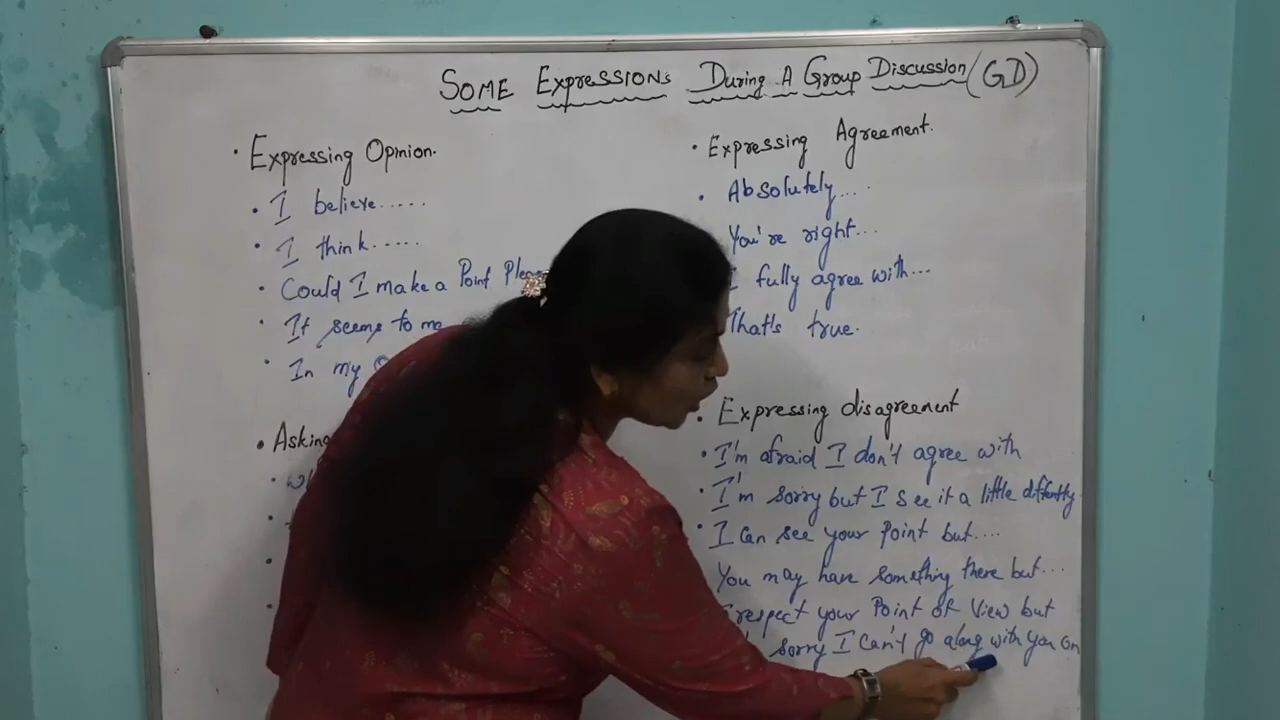 SOME EXPRESSIONs During A Group Discussion (GD)
• Expressing Opinion.
• I believe.....
• I think.....
• Could I make a Point
• It seems to me
• In my
• Asking
• Expressing Agreement.
• Absolutely...
You're right...
I fully agree with...
That's true.
• Expressing disagreement
• I'm afraid I don't agree with
• I'm sorry but I see it a little diffently
• I can see your Point but....
You may have something there but...
respect your Point of View but
sorry I can't go along with you on